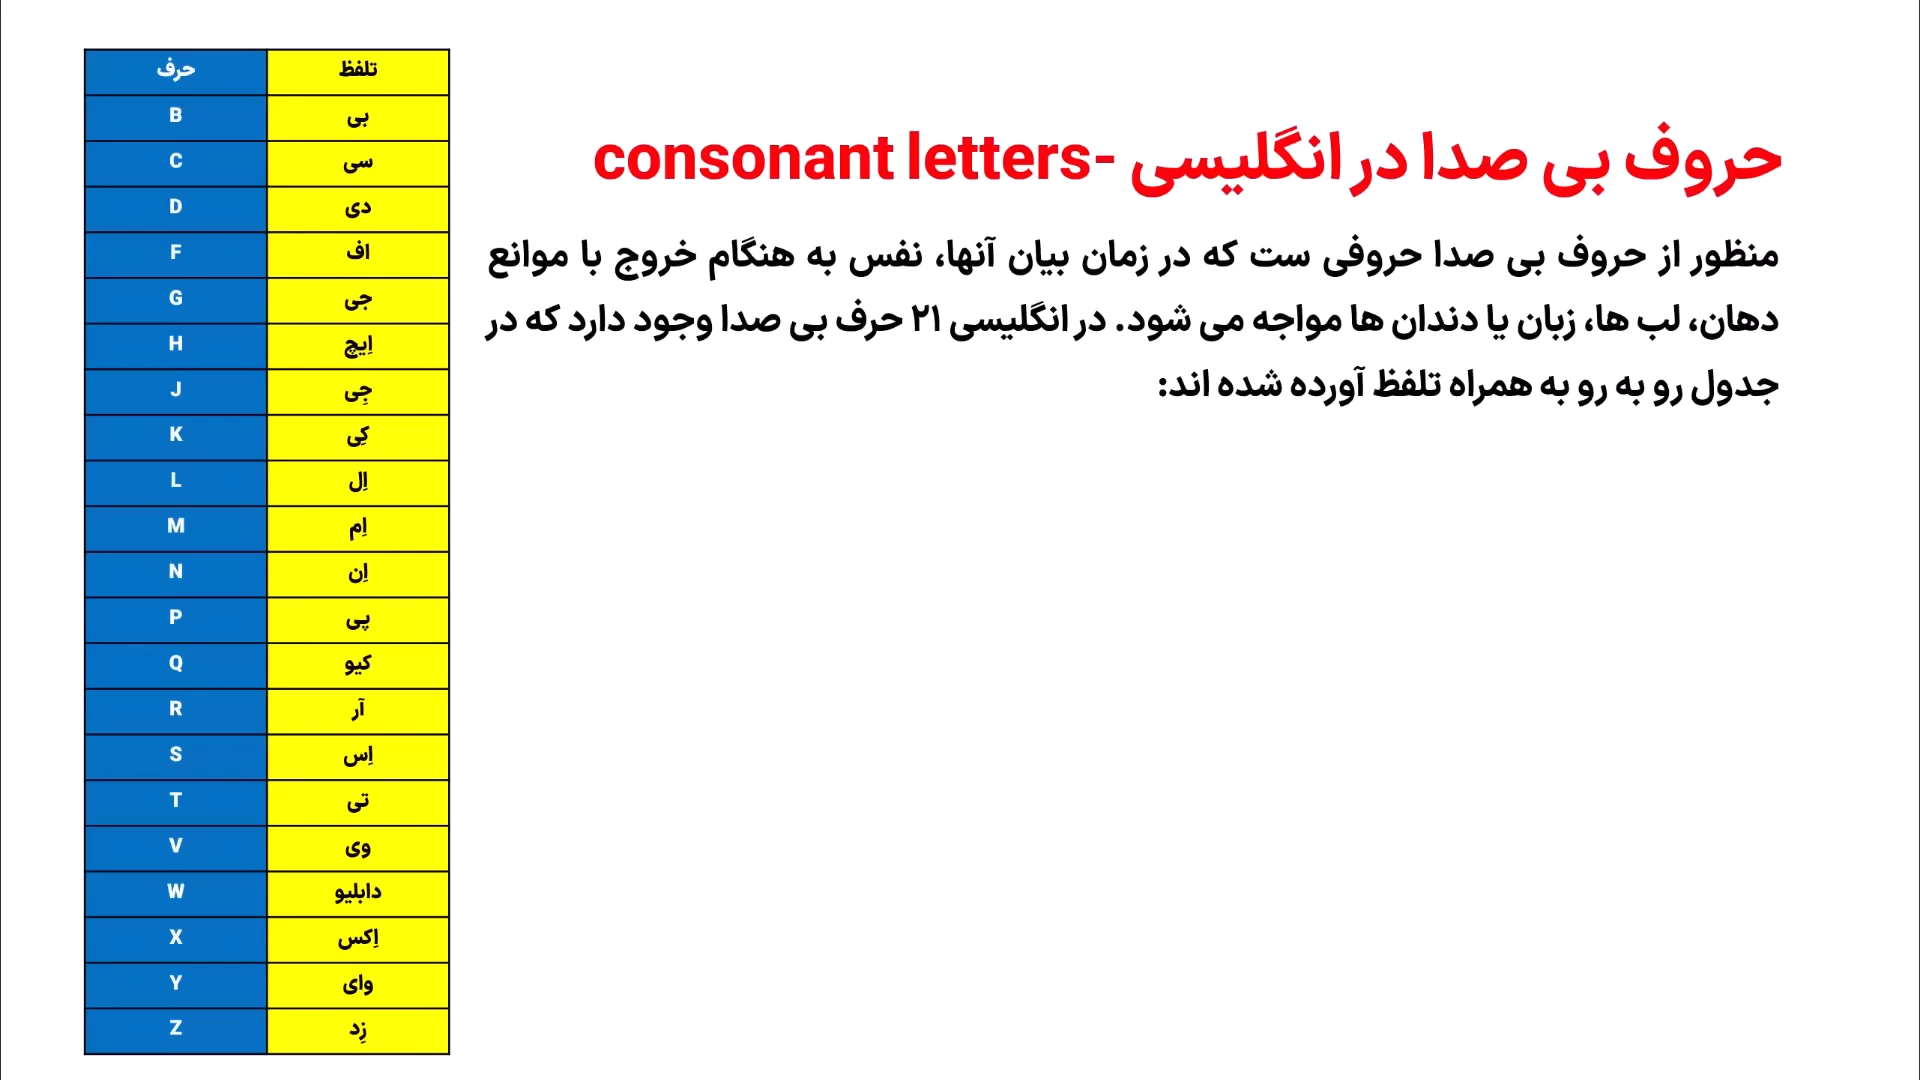 حروف بی صدا در انگلیسی -consonant letters
منظور از حروف بی صدا حروفی ست که در زمان بیان آنها، نفس به هنگام خروج با موانع
دهان، لب ها، زبان یا دندان ها مواجه می شود. در انگلیسی ۲۱ حرف بی صدا وجود دارد که در
جدول رو به رو به همراه تلفظ آورده شده اند:
تلفظ حرف
بی B
سی C
دی D
اف F
جی G
اِیچ H
جِی J
کِی K
اِل L
اِم M
اِن N
پی P
کیو Q
آر R
اِس S
تی T
وی V
دابلیو W
اِکس X
وای Y
زِد Z